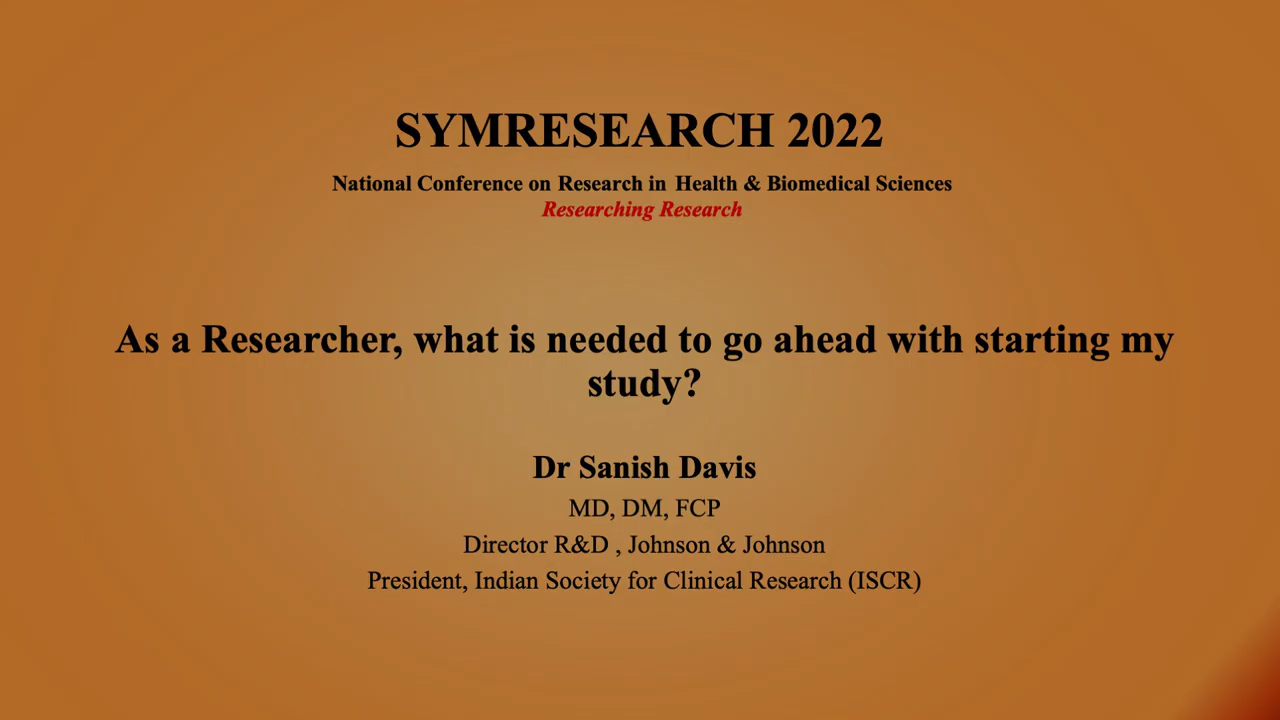 SYMRESEARCH 2022
National Conference on Research in Health & Biomedical Sciences
Researching Research
As a Researcher, what is needed to go ahead with starting my
study?
Dr Sanish Davis
MD, DM, FCP
Director R&D , Johnson & Johnson
President, Indian Society for Clinical Research (ISCR)